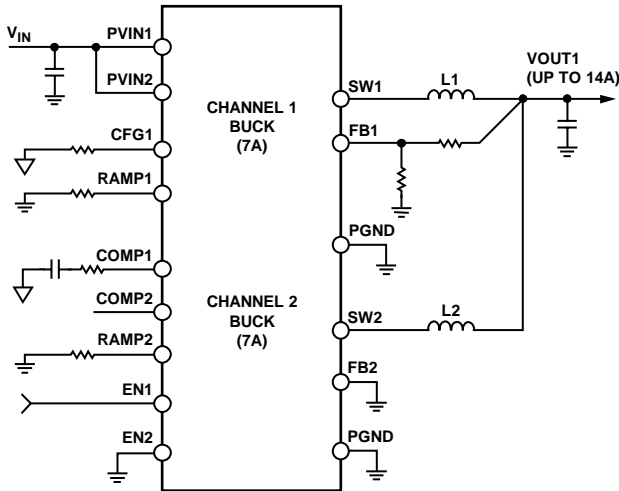 VIN
PVIN1
PVIN2
CFG1
RAMP1
COMP1
COMP2
RAMP2
EN1
EN2
CHANNEL 1
BUCK
(7A)
CHANNEL 2
BUCK
(7A)
SW1
FB1
PGND
SW2
FB2
PGND
L1
L2
VOUT1
(UP TO 14A)